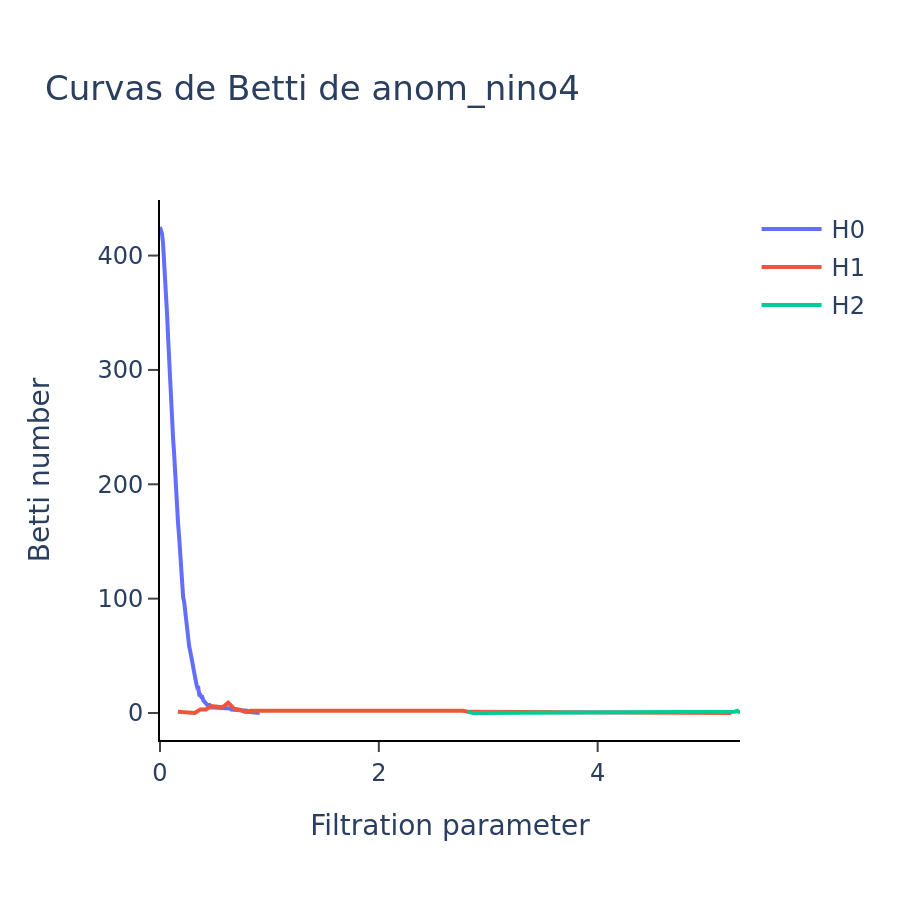 Curvas de Betti de anom_nino4
H0
H1
H2
400
300
200
100
0
Betti number
0
2
4
Filtration parameter